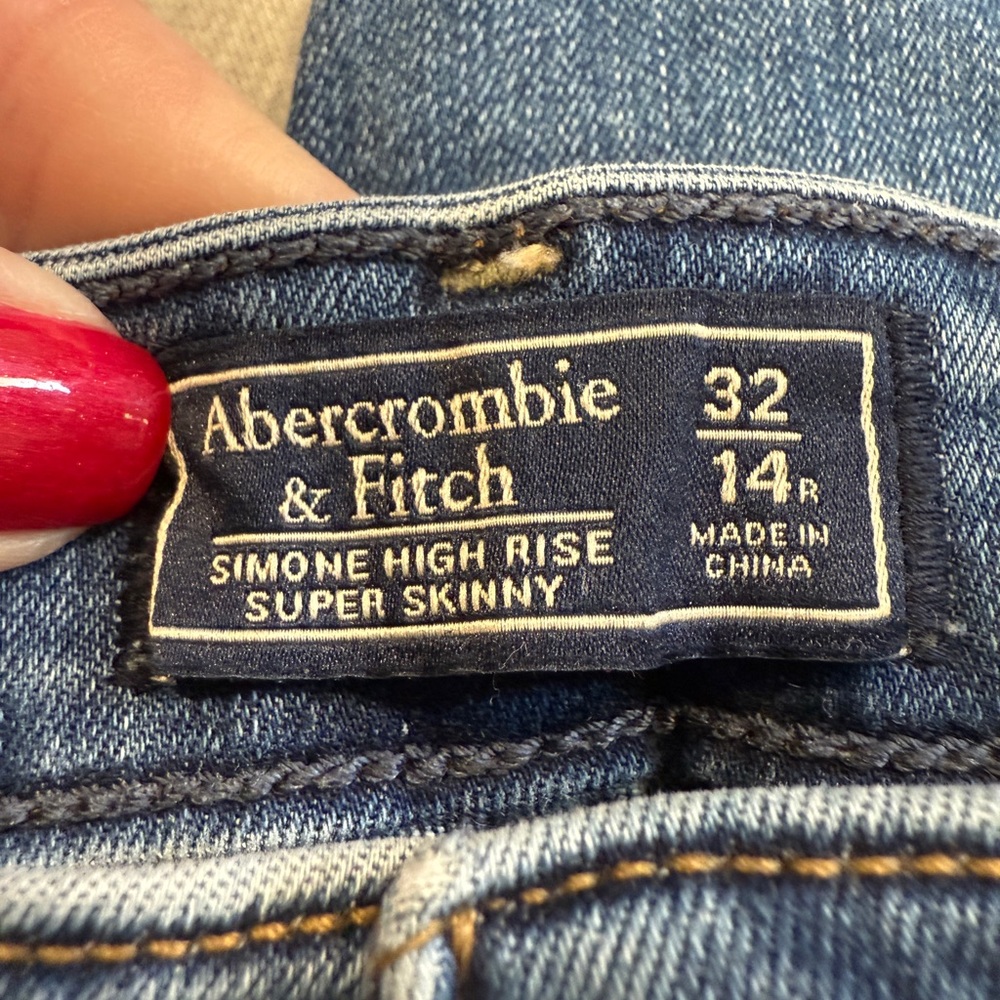 Abercrombie
& Fitch
SIMONE HIGH RISE
SUPER SKINNY
32
14R
MADE IN
CHINA